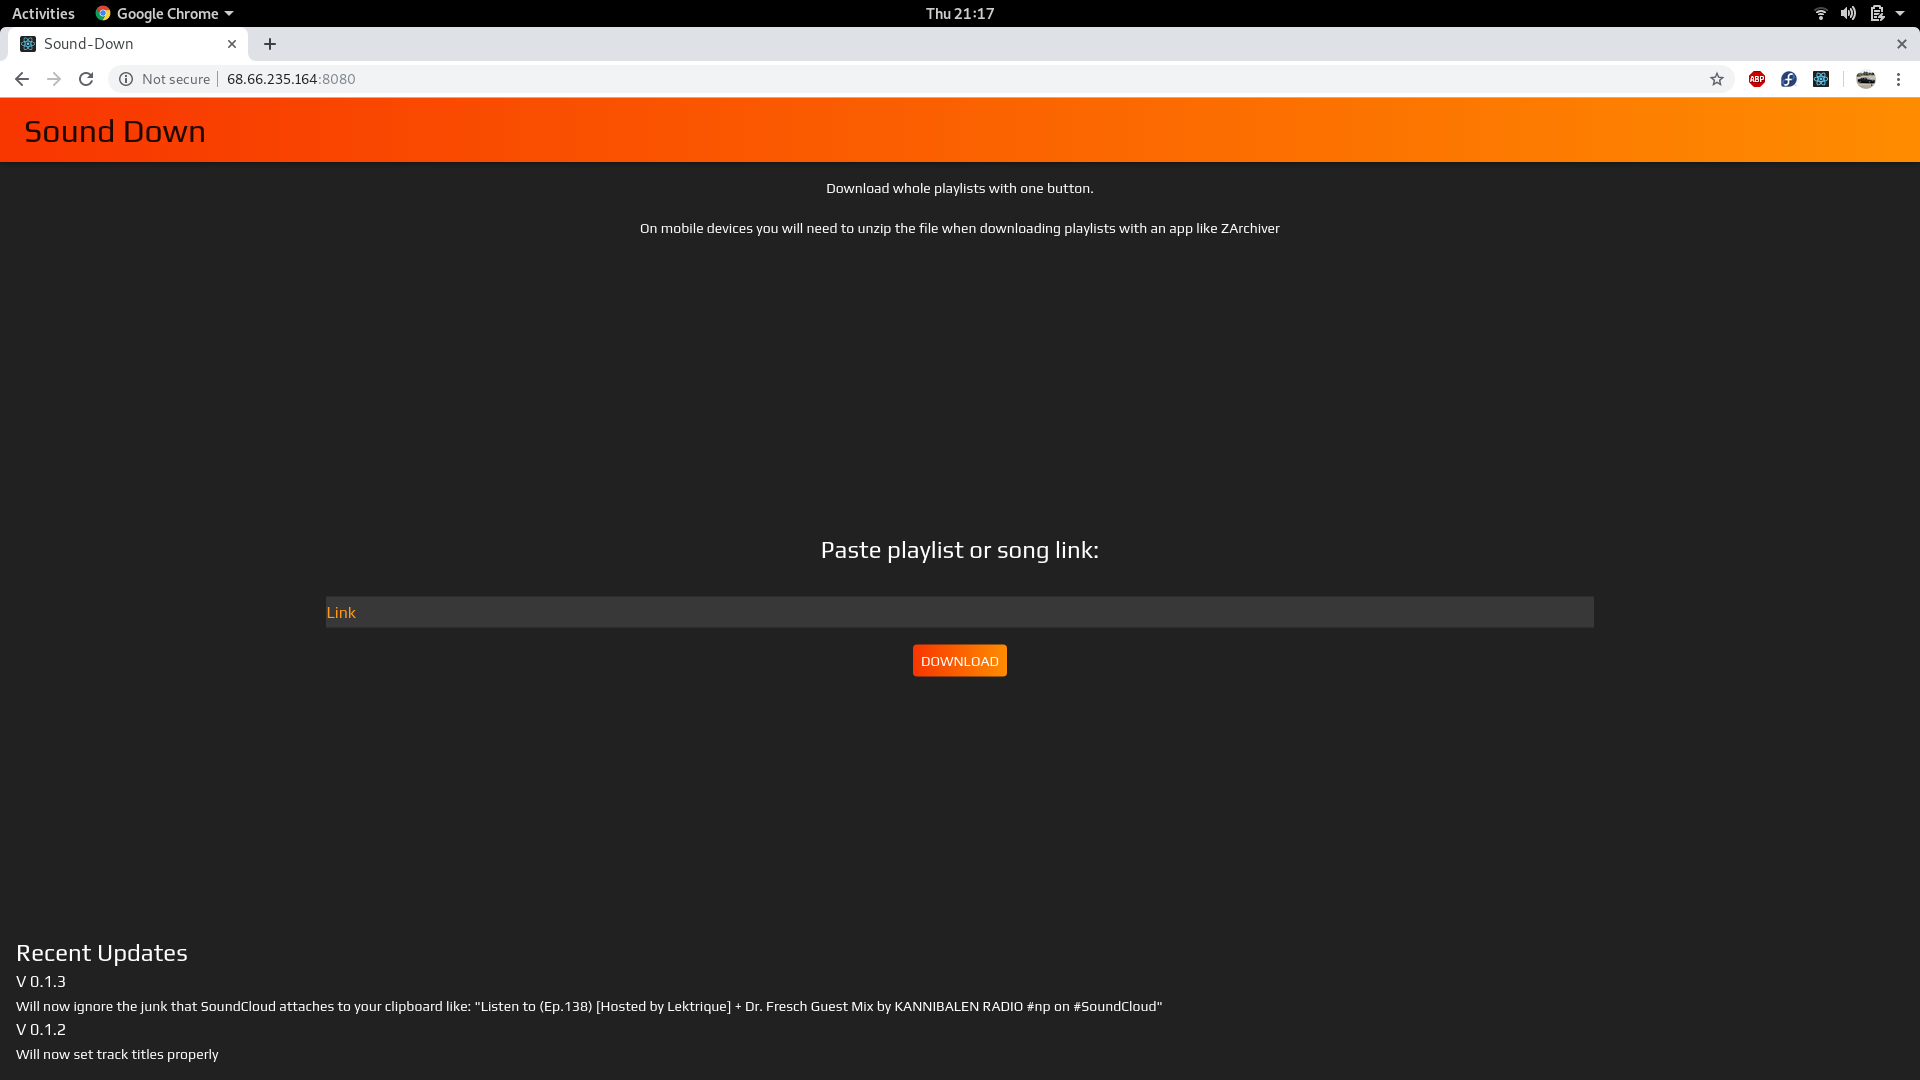 Activities Google Chrome Thu 21:17
Sound-Down
Not secure 68.66.235.164:8080 ABP
Sound Down
Download whole playlists with one button.
On mobile devices you will need to unzip the file when downloading playlists with an app like ZArchiver
Paste playlist or song link:
Link
DOWNLOAD
Recent Updates
V 0.1.3
Will now ignore the junk that SoundCloud attaches to your clipboard like: "Listen to (Ep.138) [Hosted by Lektrique] + Dr. Fresch Guest Mix by KANNIBALEN RADIO #np on #SoundCloud"
V 0.1.2
Will now set track titles properly